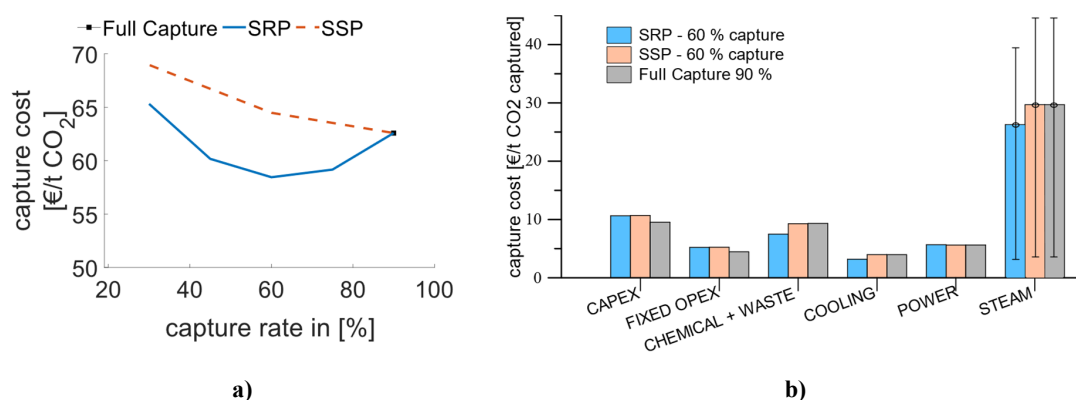 Full Capture SRP SSP
capture cost
[€/t CO2]
70
65
60
55
50
20 40 60 80 100
capture rate in [%]
a)
capture cost [€/t CO2 captured]
40
30
20
10
0
SRP - 60 % capture
SSP - 60 % capture
Full Capture 90 %
CAPEX
FIXED OPEX
CHEMICAL + WASTE
COOLING
POWER
STEAM
b)